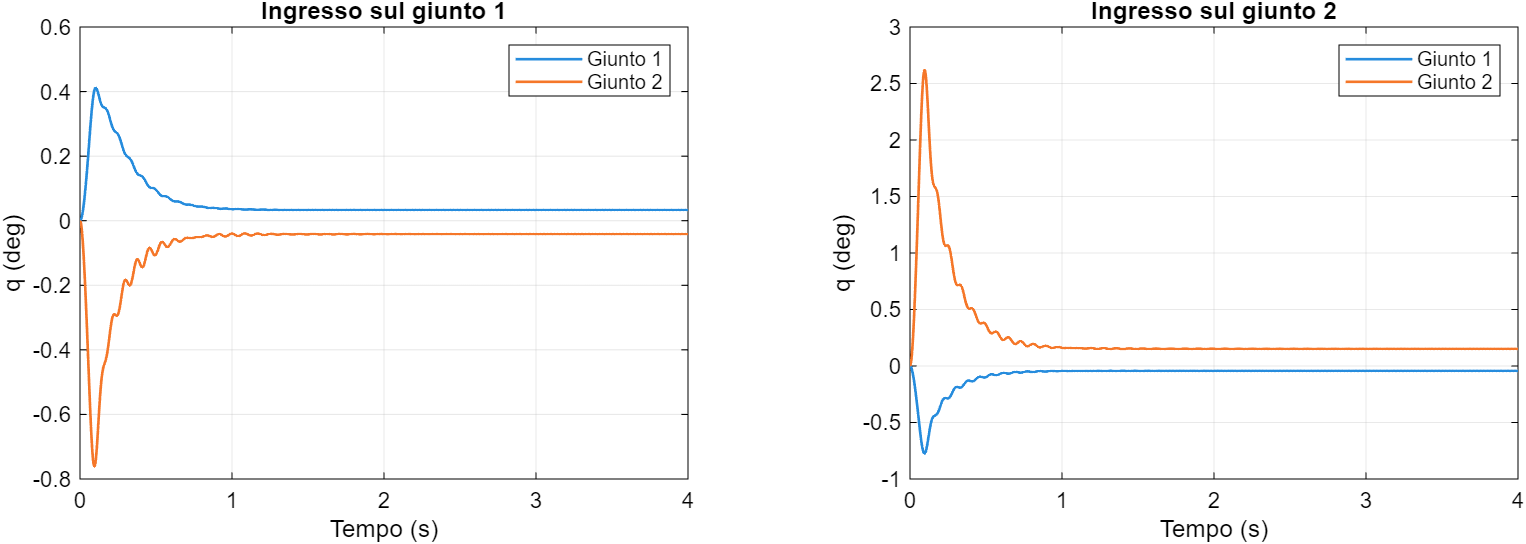 Ingresso sul giunto 1
0.6
0.4
0.2
0
-0.2
-0.4
-0.6
-0.8
q (deg)
Giunto 1
Giunto 2
0
1
2
3
4
Tempo (s)
Ingresso sul giunto 2
3
2.5
2
1.5
1
0.5
0
-0.5
-1
q (deg)
Giunto 1
Giunto 2
0
1
2
3
4
Tempo (s)